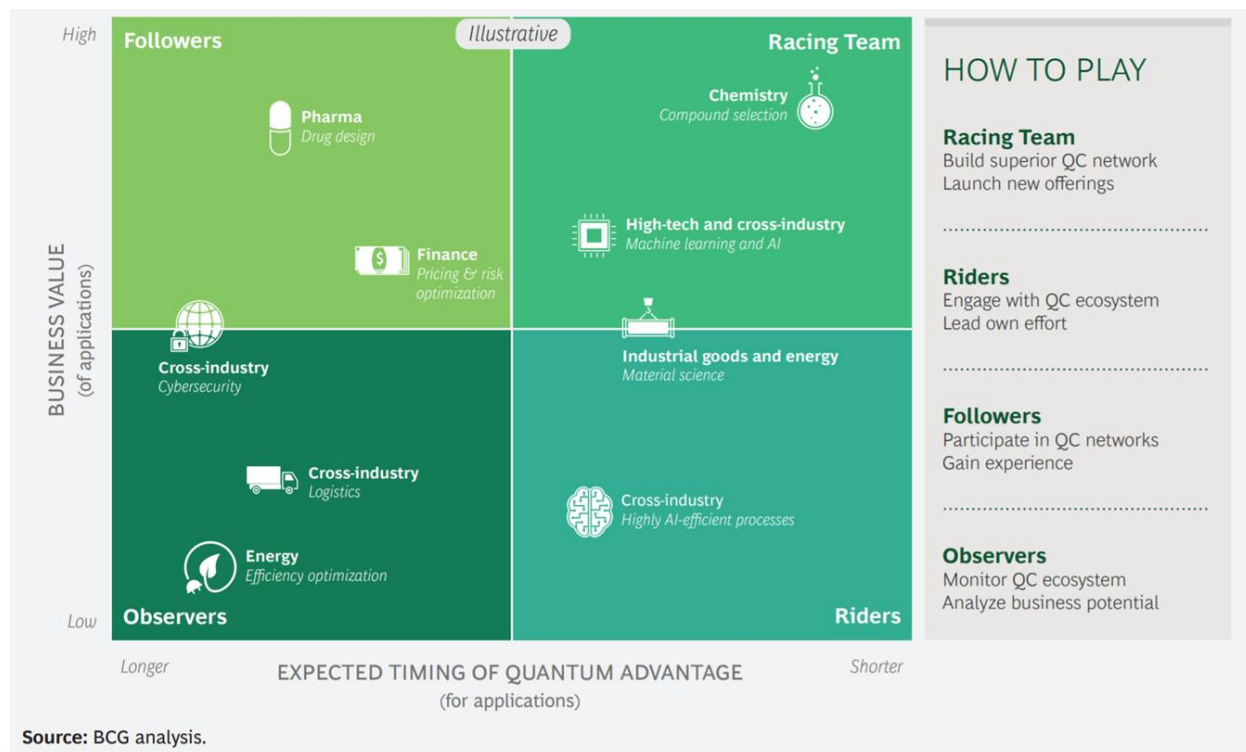 High
Followers
Illustrative
Racing Team
Pharma
Drug design
Chemistry
Compound selection
Finance
Pricing & risk
optimization
High-tech and cross-industry
Machine learning and AI
$
Cross-industry
Cybersecurity
Industrial goods and energy
Material science
Cross-industry
Logistics
Cross-industry
Highly AI-efficient processes
Energy
Efficiency optimization
Low
Observers
Riders
BUSINESS VALUE
(of applications)
Longer
EXPECTED TIMING OF QUANTUM ADVANTAGE
(for applications)
Shorter
HOW TO PLAY
Racing Team
Build superior QC network
Launch new offerings
Riders
Engage with QC ecosystem
Lead own effort
Followers
Participate in QC networks
Gain experience
Observers
Monitor QC ecosystem
Analyze business potential
Source: BCG analysis.